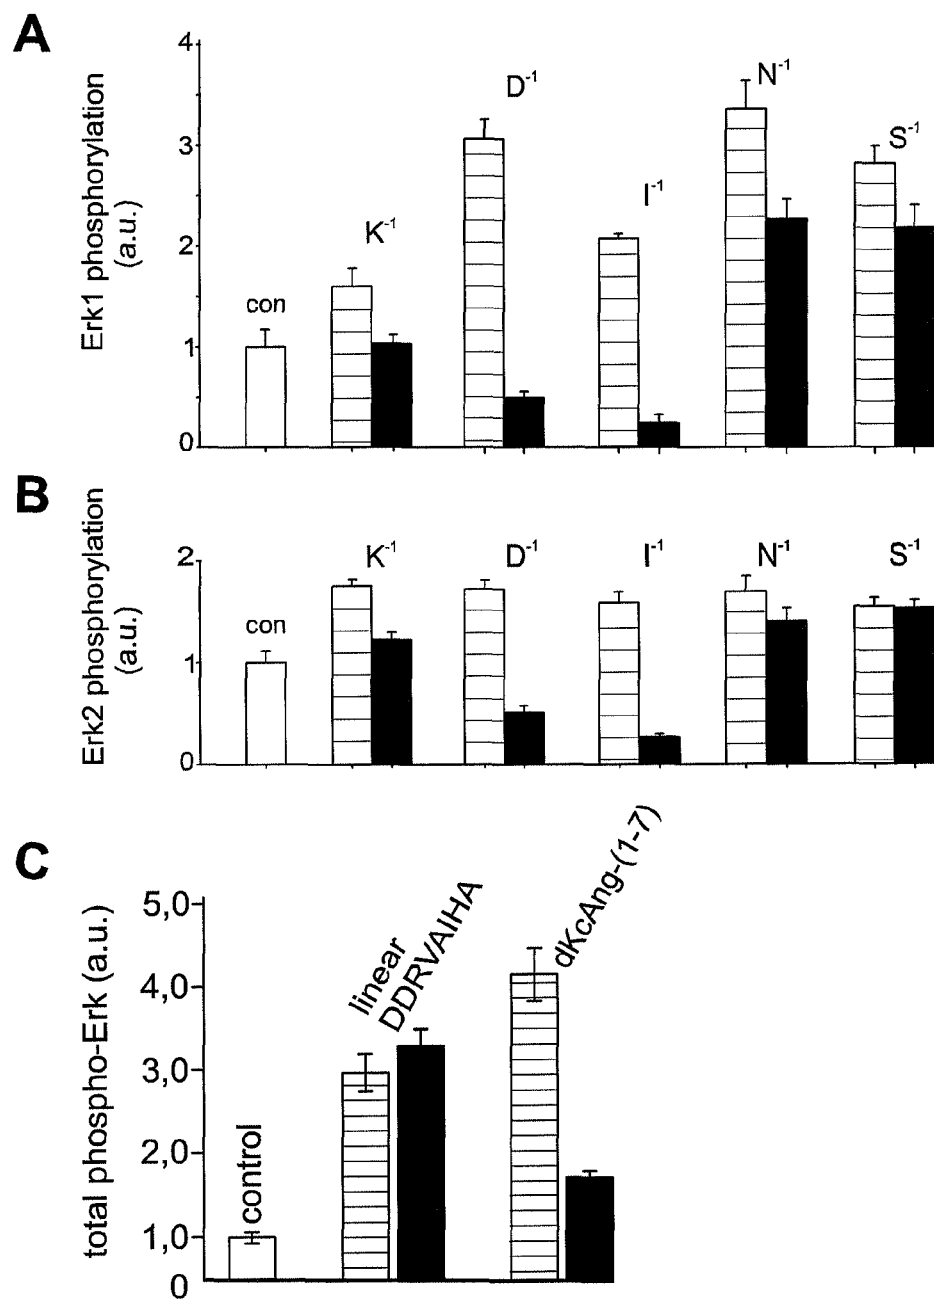 A
Erk1 phosphorylation
(a.u.)
4
3
2
1
0
con
K-1
D-1
I-1
N-1
S-1
B
Erk2 phosphorylation
(a.u.)
2
1
0
con
K-1
D-1
I-1
N-1
S-1
C
total phospho-Erk (a.u.)
5,0
4,0
3,0
2,0
1,0
0
control
linear
DDRVAIHA
dKcAng-(1-7)